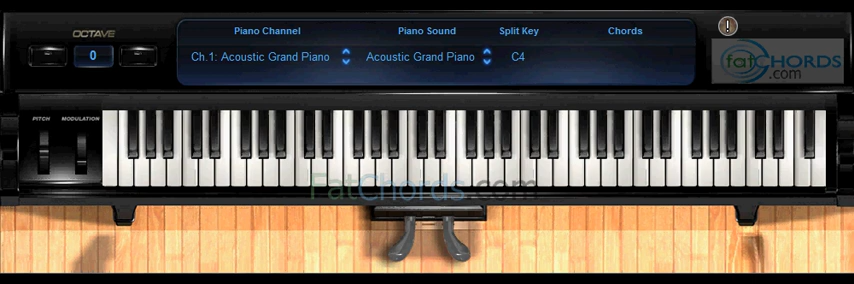 OCTAVE
0
Piano Channel
Piano Sound
Split Key
Chords
Ch.1: Acoustic Grand Piano
Acoustic Grand Piano
C4
!
fatCHORDS
.com
PITCH
MODULATION
FatChords.com